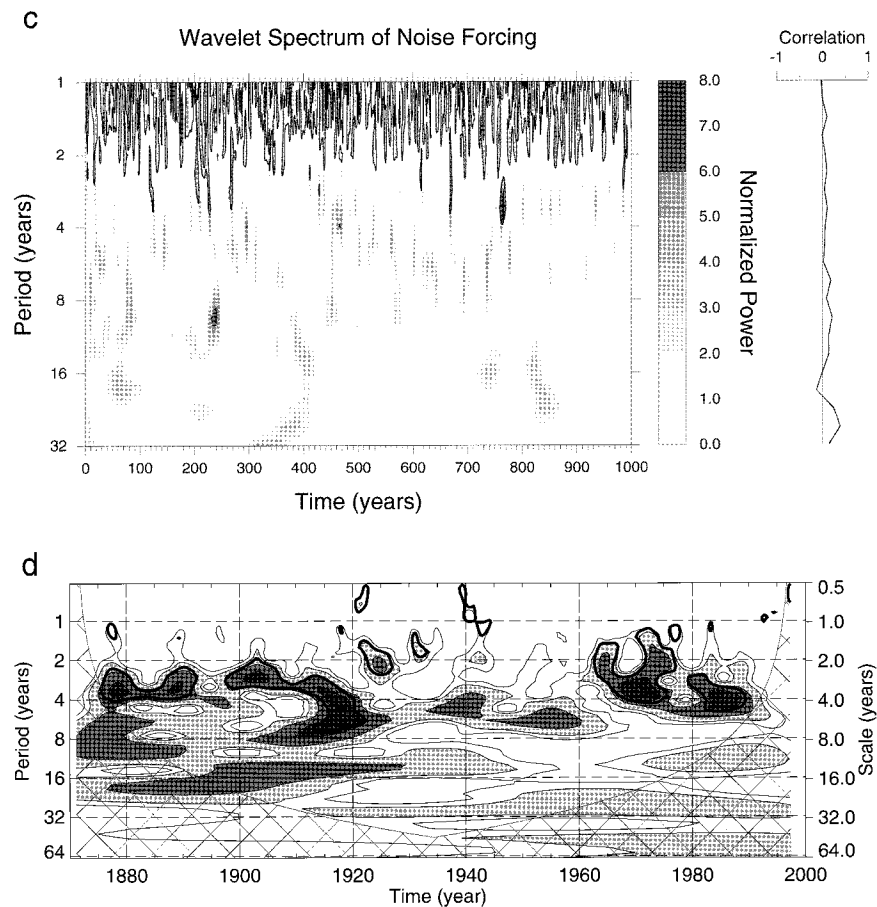 c
Wavelet Spectrum of Noise Forcing
Correlation
-1 0 1
1
2
4
8
16
32
Period (years)
0 100 200 300 400 500 600 700 800 900 1000
Time (years)
8.0
7.0
6.0
5.0
4.0
3.0
2.0
1.0
0.0
Normalized Power
d
1
2
4
8
16
32
64
Period (years)
0.5
1.0
2.0
4.0
8.0
16.0
32.0
64.0
Scale (years)
1880 1900 1920 1940 1960 1980 2000
Time (year)